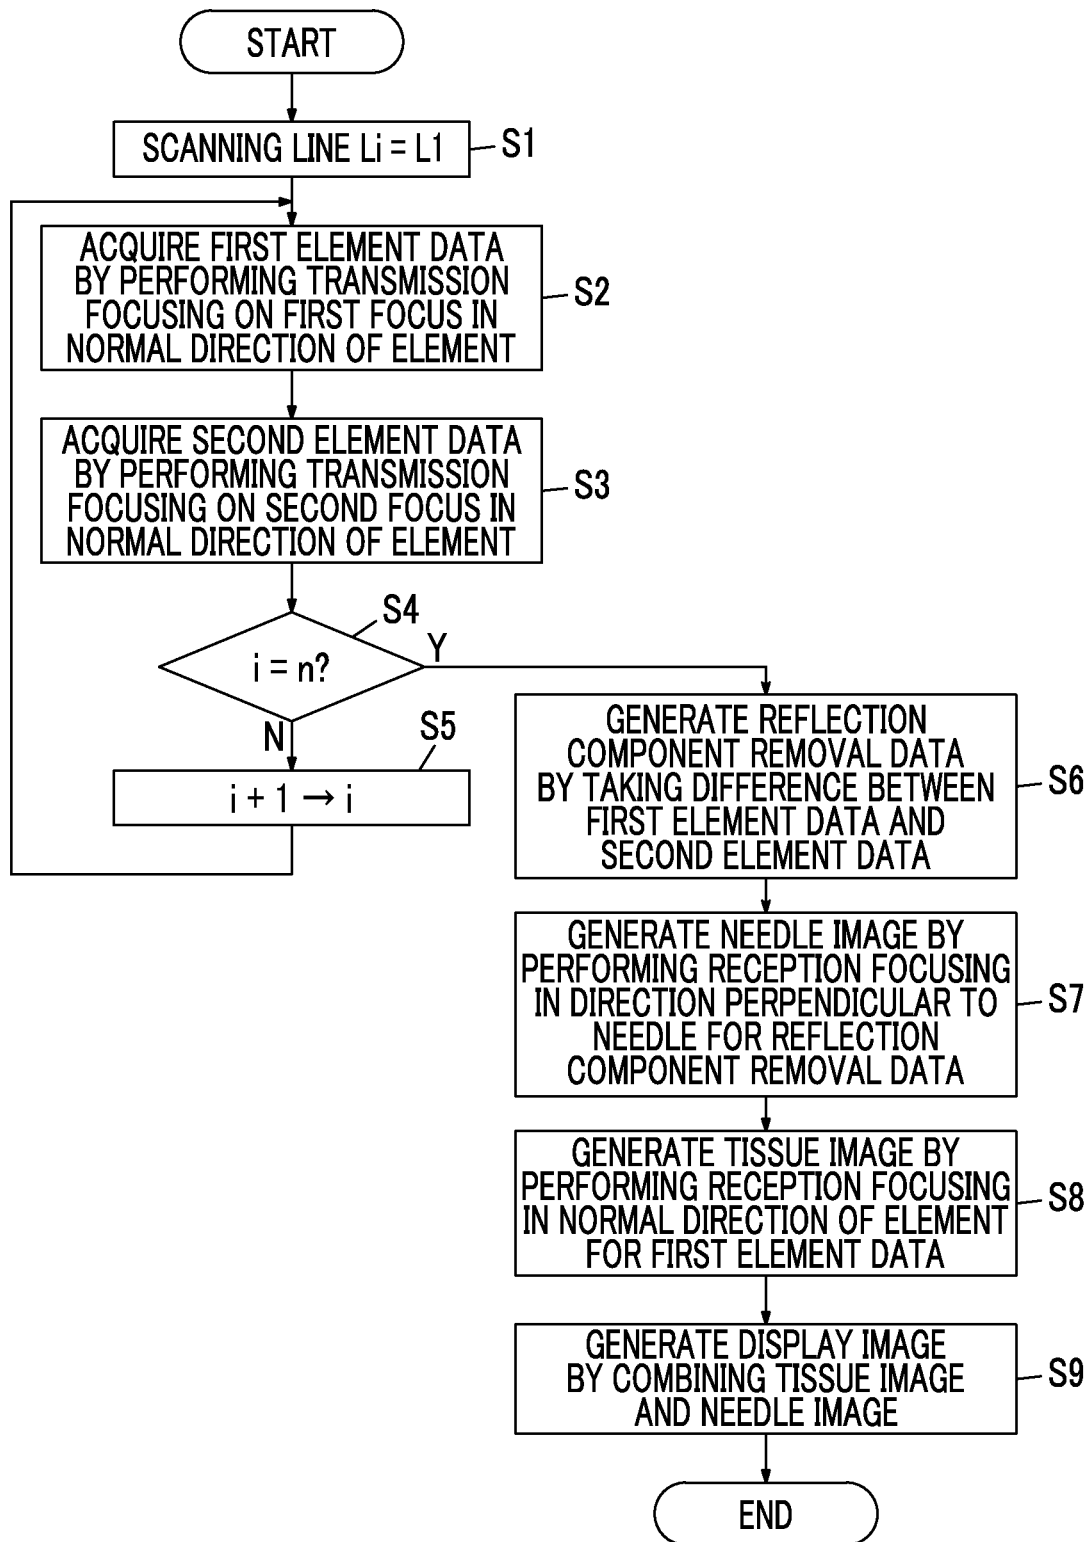 START
SCANNING LINE Li = L1
S1
ACQUIRE FIRST ELEMENT DATA
BY PERFORMING TRANSMISSION
FOCUSING ON FIRST FOCUS IN
NORMAL DIRECTION OF ELEMENT
S2
ACQUIRE SECOND ELEMENT DATA
BY PERFORMING TRANSMISSION
FOCUSING ON SECOND FOCUS IN
NORMAL DIRECTION OF ELEMENT
S3
S4
i = n?
Y
N
S5
i + 1 → i
GENERATE REFLECTION
COMPONENT REMOVAL DATA
BY TAKING DIFFERENCE BETWEEN
FIRST ELEMENT DATA AND
SECOND ELEMENT DATA
S6
GENERATE NEEDLE IMAGE BY
PERFORMING RECEPTION FOCUSING
IN DIRECTION PERPENDICULAR TO
NEEDLE FOR REFLECTION
COMPONENT REMOVAL DATA
S7
GENERATE TISSUE IMAGE BY
PERFORMING RECEPTION FOCUSING
IN NORMAL DIRECTION OF ELEMENT
FOR FIRST ELEMENT DATA
S8
GENERATE DISPLAY IMAGE
BY COMBINING TISSUE IMAGE
AND NEEDLE IMAGE
S9
END